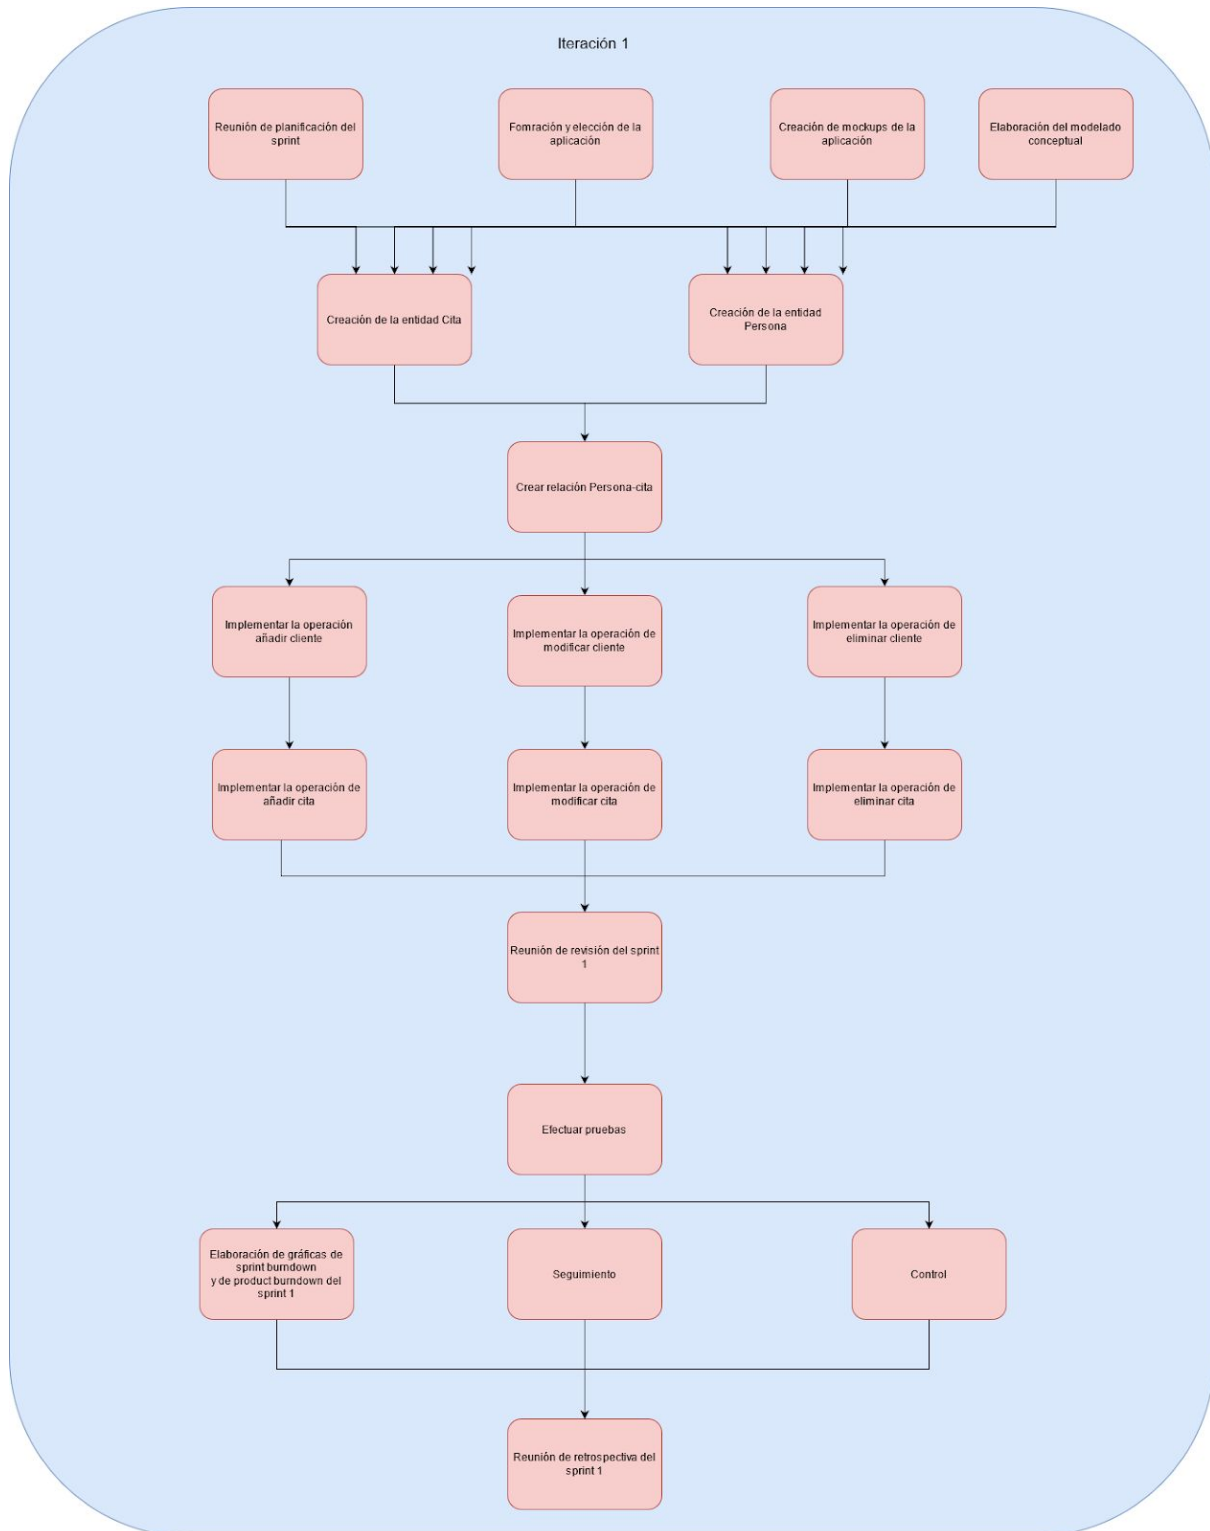 Iteración 1
Reunión de planificación del
sprint
Fomración y elección de la
aplicación
Creación de mockups de la
aplicación
Elaboración del modelado
conceptual
Creación de la entidad Cita
Creación de la entidad
Persona
Crear relación Persona-cita
Implementar la operación
añadir cliente
Implementar la operación de
modificar cliente
Implementar la operación de
eliminar cliente
Implementar la operación de
añadir cita
Implementar la operación de
modificar cita
Implementar la operación de
eliminar cita
Reunión de revisión del sprint
1
Efectuar pruebas
Elaboración de gráficas de
sprint burndown
y de product burndown del
sprint 1
Seguimiento
Control
Reunión de retrospectiva del
sprint 1